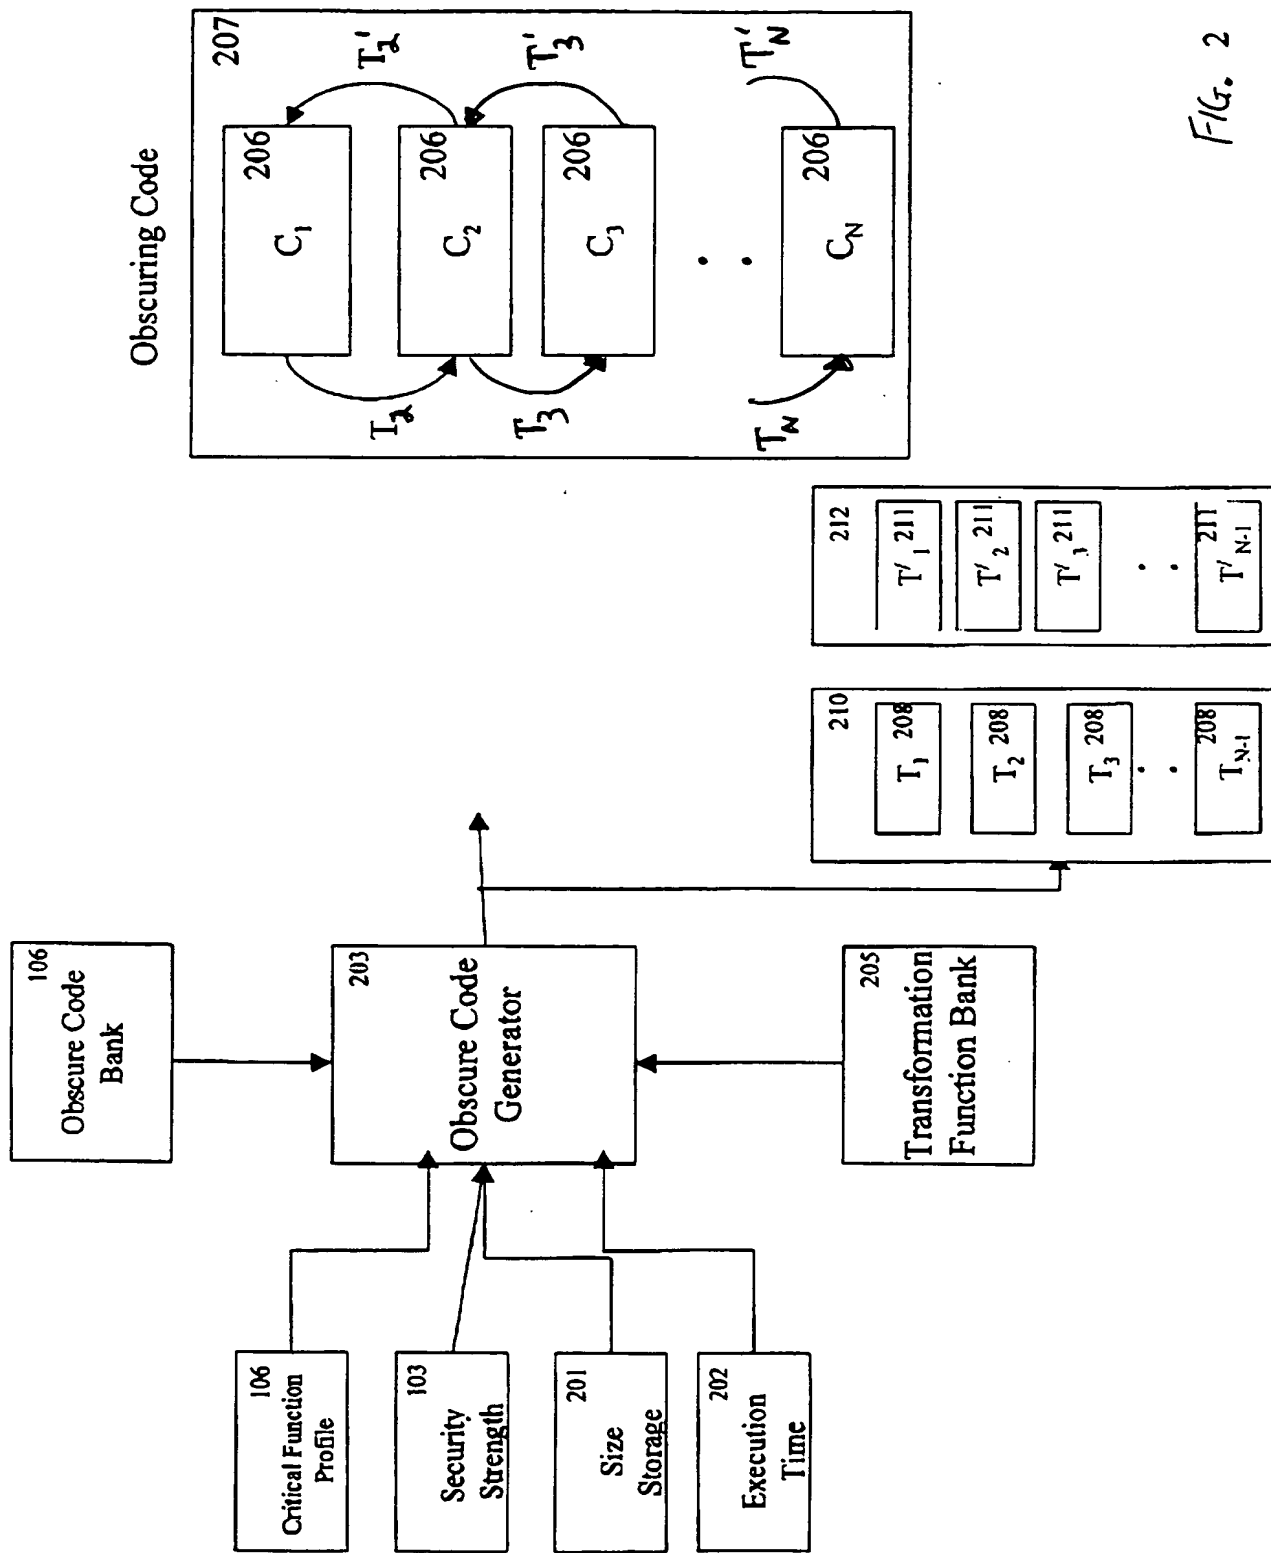 106
Critical Function
Profile
103
Security
Strength
201
Size
Storage
202
Execution
Time
106
Obscure Code
Bank
203
Obscure Code
Generator
205
Transformation
Function Bank
210
T1 208
T2 208
T3 208
. .
TN-1 208
212
T'1 211
T'2 211
T'3 211
. .
T'N-1 211
Obscuring Code
207
C1 206
C2 206
C3 206
. .
CN 206
T2
T3
TN
T2'
T3'
T'N
FIG. 2